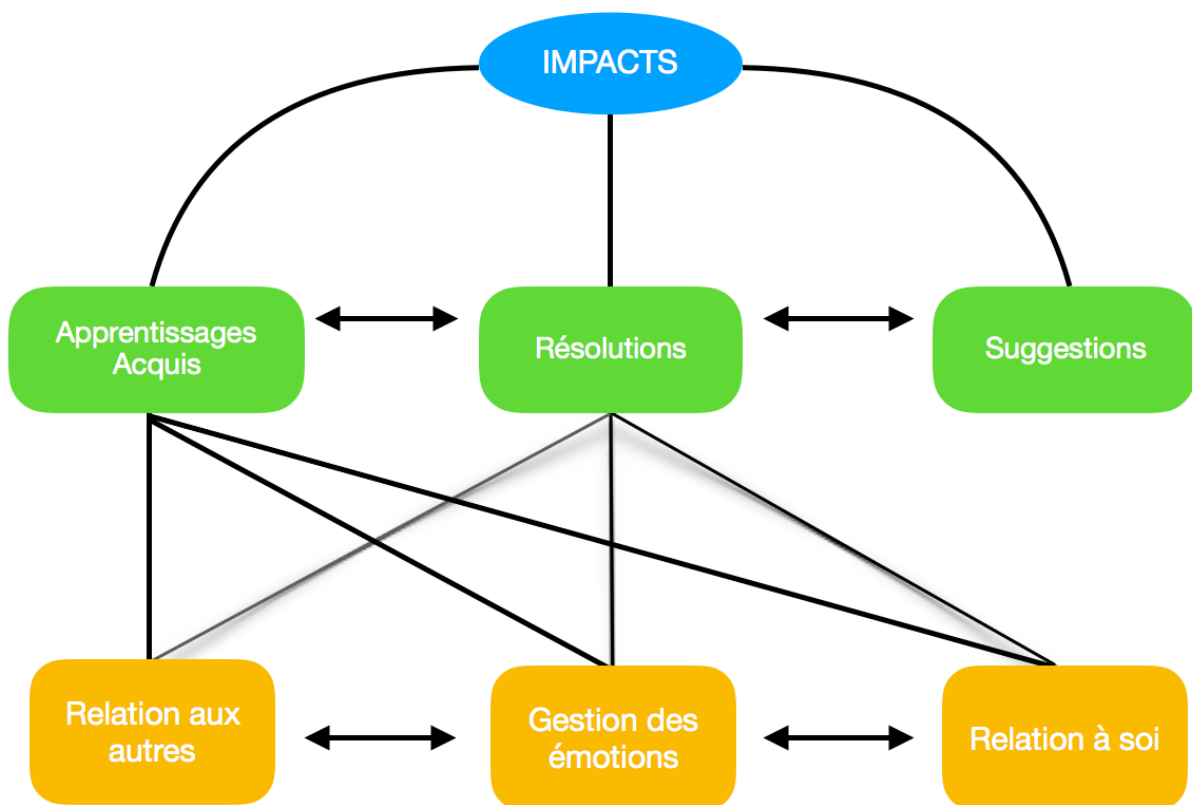 IMPACTS
Apprentissages
Acquis
Résolutions
Suggestions
Relation aux
autres
Gestion des
émotions
Relation à soi